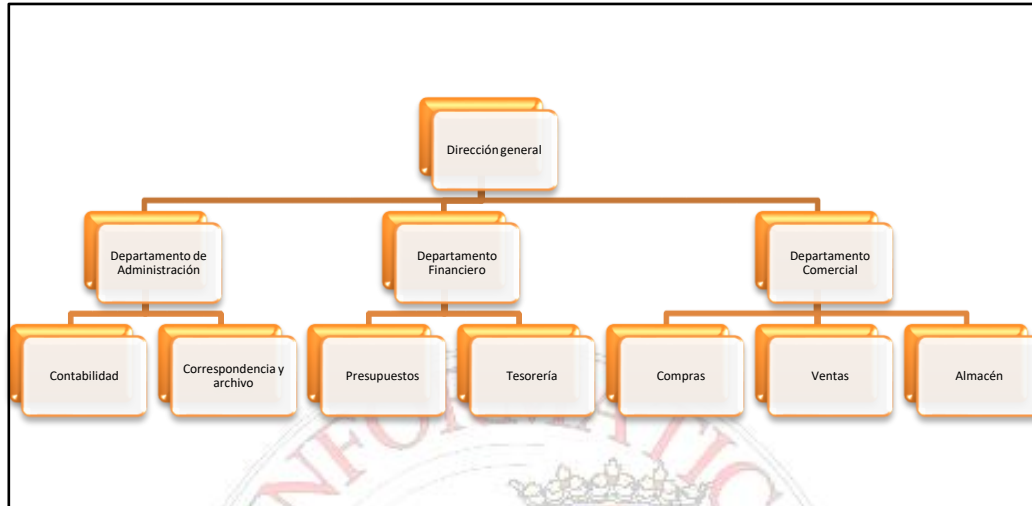 Dirección general
Departamento de
Administración
Departamento
Financiero
Departamento
Comercial
Contabilidad
Correspondencia y
archivo
Presupuestos
Tesorería
Compras
Ventas
Almacén